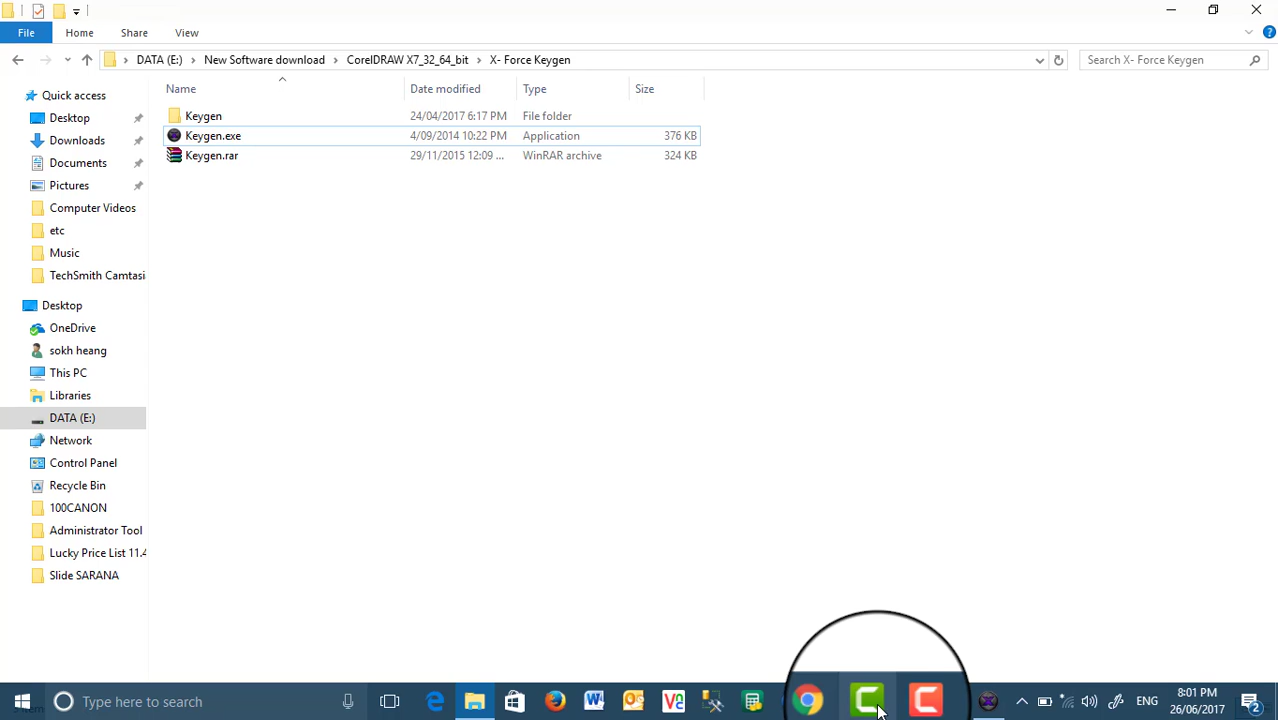 File
Home
Share
View
DATA (E:)
New Software download
CorelDRAW X7_32_64_bit
X- Force Keygen
Search X- Force Keygen
Quick access
Desktop
Downloads
Documents
Pictures
Computer Videos
etc
Music
TechSmith Camtasi
Desktop
OneDrive
sokh heang
This PC
Libraries
DATA (E:)
Network
Control Panel
Recycle Bin
100CANON
Administrator Tool
Lucky Price List 11.4
Slide SARANA
Name Date modified Type Size
Keygen 24/04/2017 6:17 PM File folder
Keygen.exe 4/09/2014 10:22 PM Application 376 KB
Keygen.rar 29/11/2015 12:09 ... WinRAR archive 324 KB
Type here to search
ENG
8:01 PM
26/06/2017
2